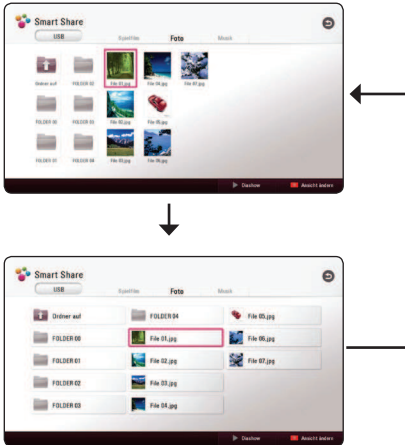 Smart Share
USB
Spielfilm Foto Musik
Ordner auf FOLDER 02 File 01.jpg File 04.jpg File 07.jpg
FOLDER 00 FOLDER 03 File 02.jpg File 05.jpg
FOLDER 01 FOLDER 04 File 03.jpg File 06.jpg
Diashow Ansicht ändern
Smart Share
USB
Spielfilm Foto Musik
Ordner auf FOLDER 04 File 05.jpg
FOLDER 00 File 01.jpg File 06.jpg
FOLDER 01 File 02.jpg File 07.jpg
FOLDER 02 File 03.jpg
FOLDER 03 File 04.jpg
Diashow Ansicht ändern